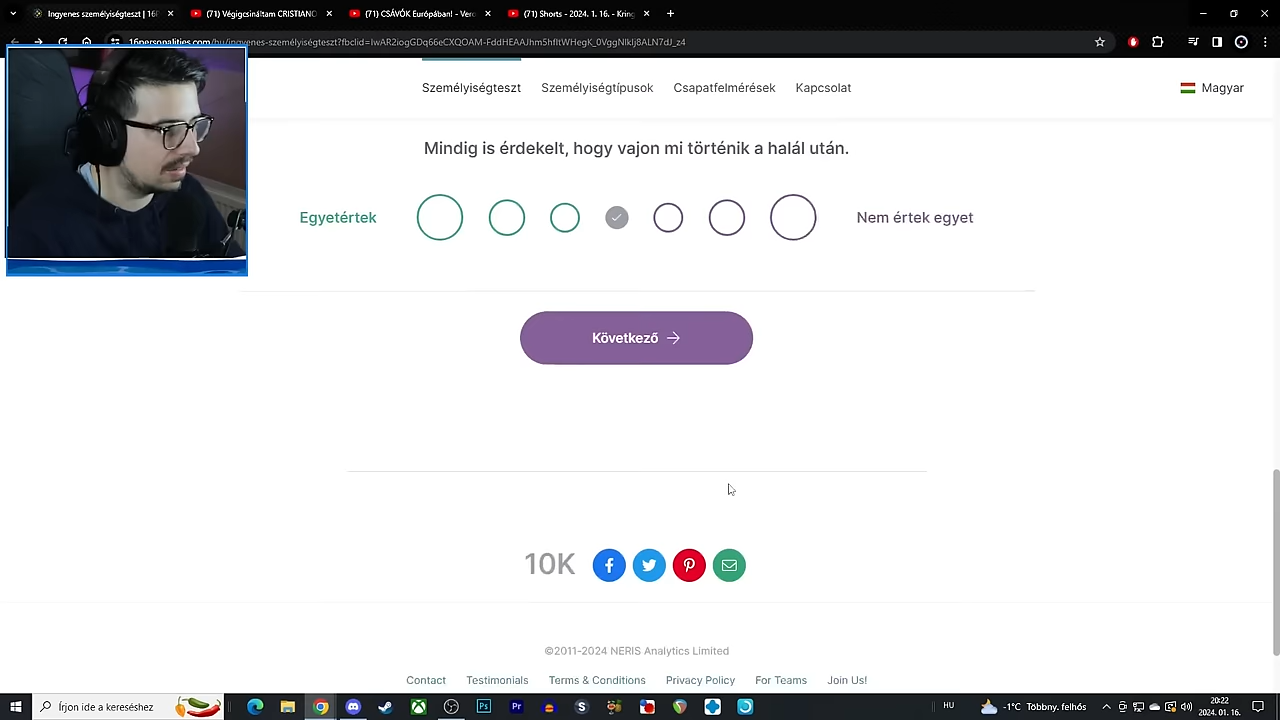 Személyiségteszt | 16P
(71) Végigcsináltam CRISTIANO
(71) CSÁVÓK Európában! - Ver
(71) Shorts - 2024. 1. 16. - Kring
Személyiségteszt
Személyiségtípusok
Csapatfelmérések
Kapcsolat
Magyar
Mindig is érdekelt, hogy vajon mi történik a halál után.
Egyetértek
Nem értek egyet
Következő
10K
©2011-2024 NERIS Analytics Limited
Contact
Testimonials
Terms & Conditions
Privacy Policy
For Teams
Join Us!
Írjon ide a kereséshez
HU
-1°C Többny. felhős
20:22
2024. 01. 16.